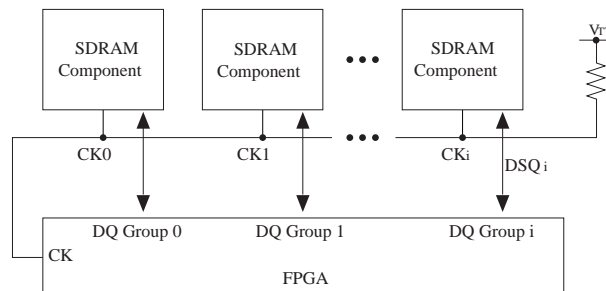 VT
SDRAM
Component
SDRAM
Component
SDRAM
Component
CK0
CK1
CKi
DSQ i
DQ Group 0
DQ Group 1
DQ Group i
CK
FPGA